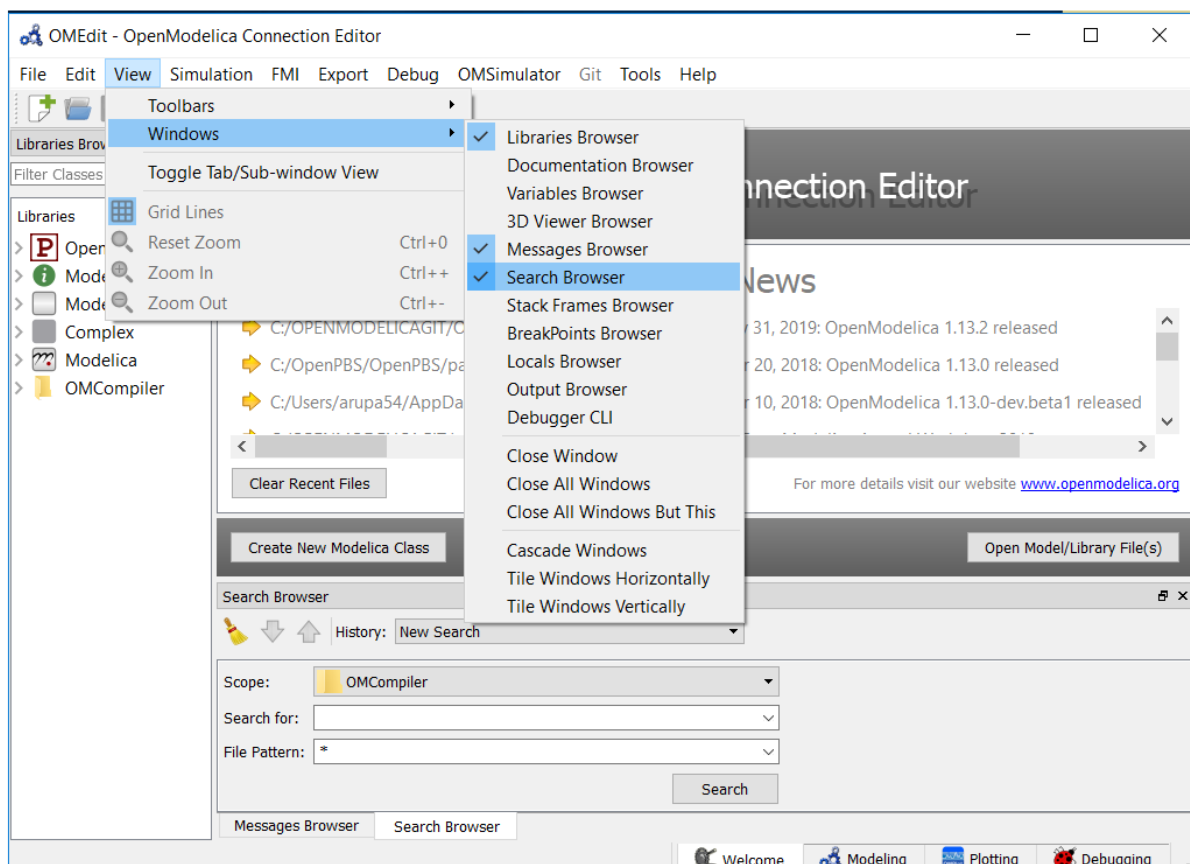 OMEdit - OpenModelica Connection Editor
File Edit View Simulation FMI Export Debug OMSimulator Git Tools Help
Toolbars
Windows
Toggle Tab/Sub-window View
Grid Lines
Reset Zoom Ctrl+0
Zoom In Ctrl++
Zoom Out Ctrl+-
Libraries Browser
Documentation Browser
Variables Browser
3D Viewer Browser
Messages Browser
Search Browser
Stack Frames Browser
BreakPoints Browser
Locals Browser
Output Browser
Debugger CLI
Close Window
Close All Windows
Close All Windows But This
Cascade Windows
Tile Windows Horizontally
Tile Windows Vertically
Libraries Brow
Filter Classes
Libraries
P Open
Mode
Mode
Complex
Modelica
OMCompiler
nnection Editor
News
C:/OPENMODELICAGIT/O
31, 2019: OpenModelica 1.13.2 released
C:/OpenPBS/OpenPBS/pa
20, 2018: OpenModelica 1.13.0 released
C:/Users/arupa54/AppDa
10, 2018: OpenModelica 1.13.0-dev.beta1 released
Clear Recent Files
For more details visit our website www.openmodelica.org
Create New Modelica Class
Open Model/Library File(s)
Search Browser
History: New Search
Scope: OMCompiler
Search for:
File Pattern: *
Search
Messages Browser Search Browser
Welcome Modeling Plotting Debugging